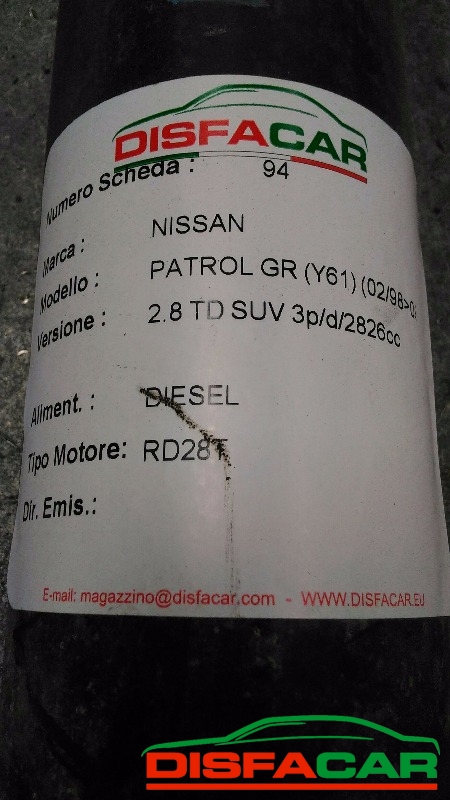 DISFACAR
Numero Scheda : 94
Marca : NISSAN
Modello : PATROL GR (Y61) (02/98>0
Versione : 2.8 TD SUV 3p/d/2826cc
Aliment. : DIESEL
Tipo Motore: RD28T
Dir. Emis.:
E-mail: magazzino@disfacar.com - WWW.DISFACAR.EU
DISFACAR